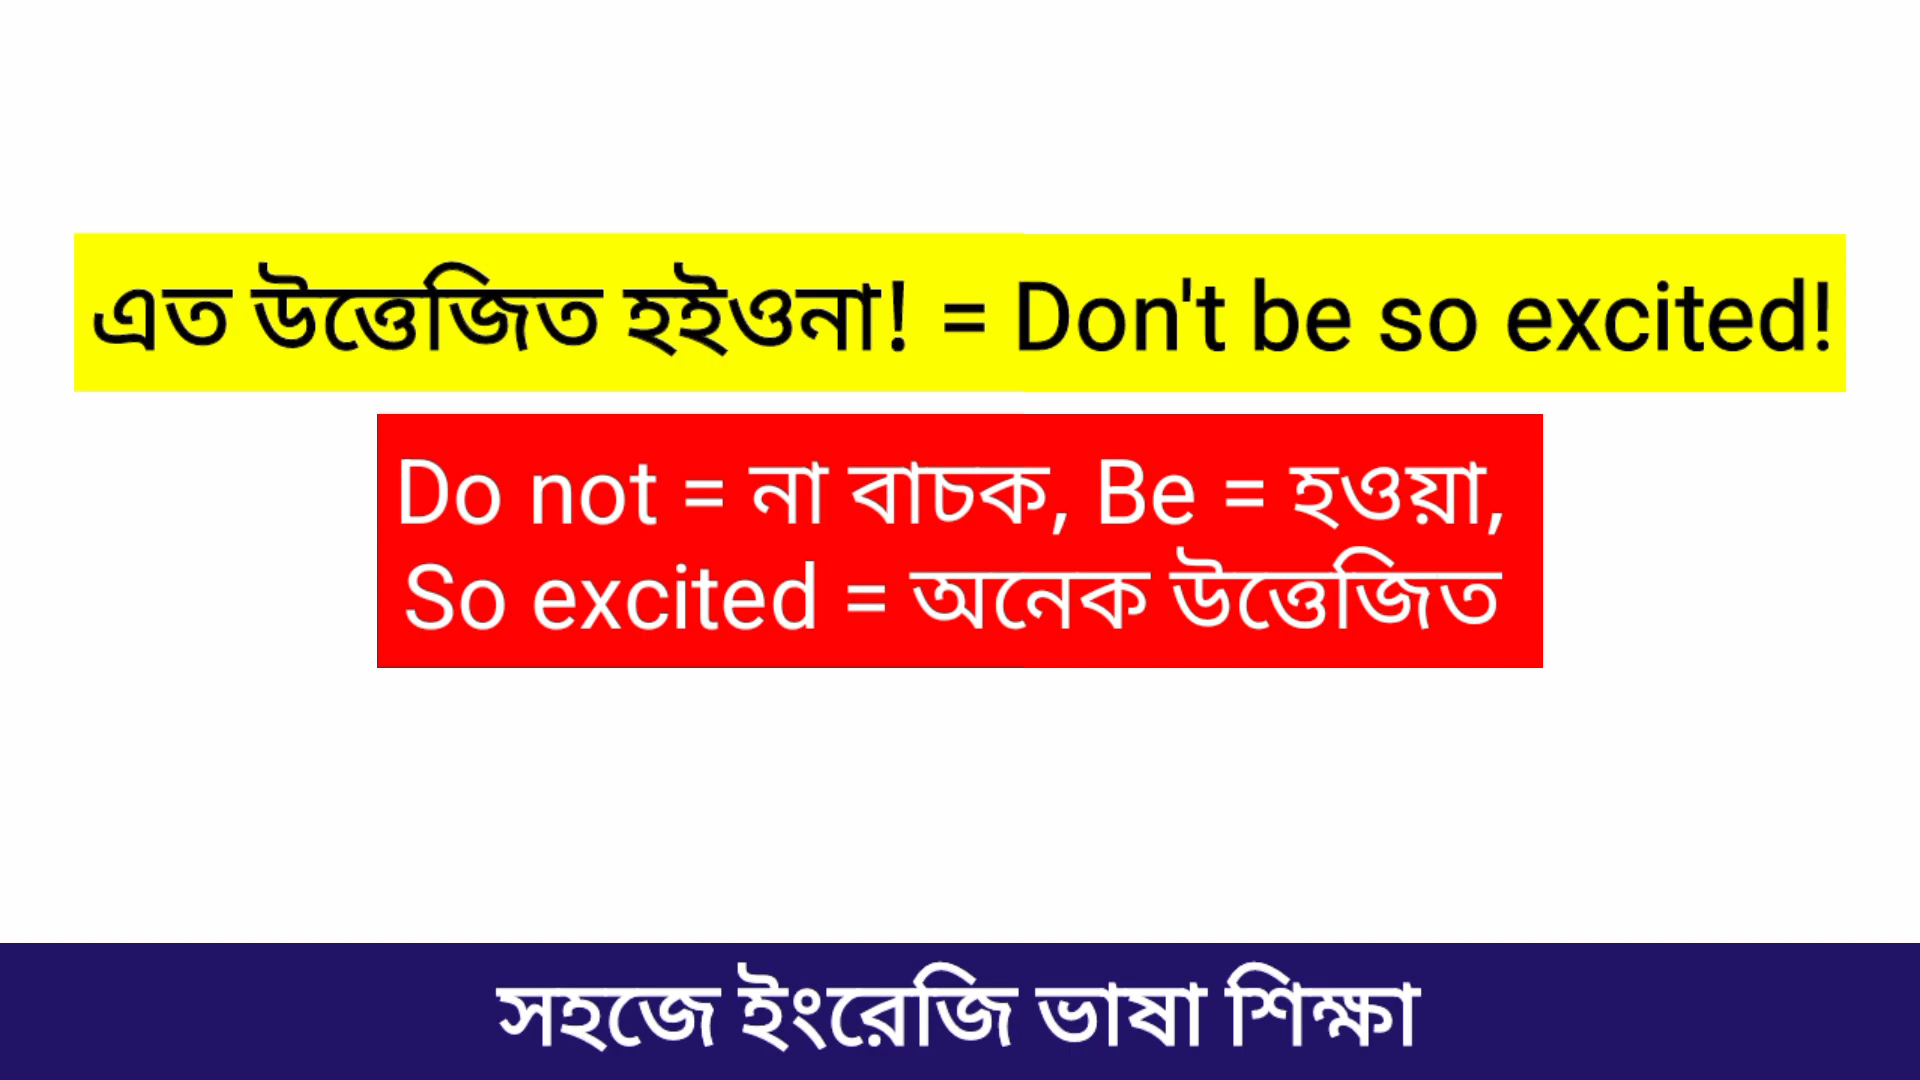 এত উত্তেজিত হইওনা! = Don't be so excited!
Do not = না বাচক, Be = হওয়া,
So excited = অনেক উত্তেজিত
সহজে ইংরেজি ভাষা শিক্ষা